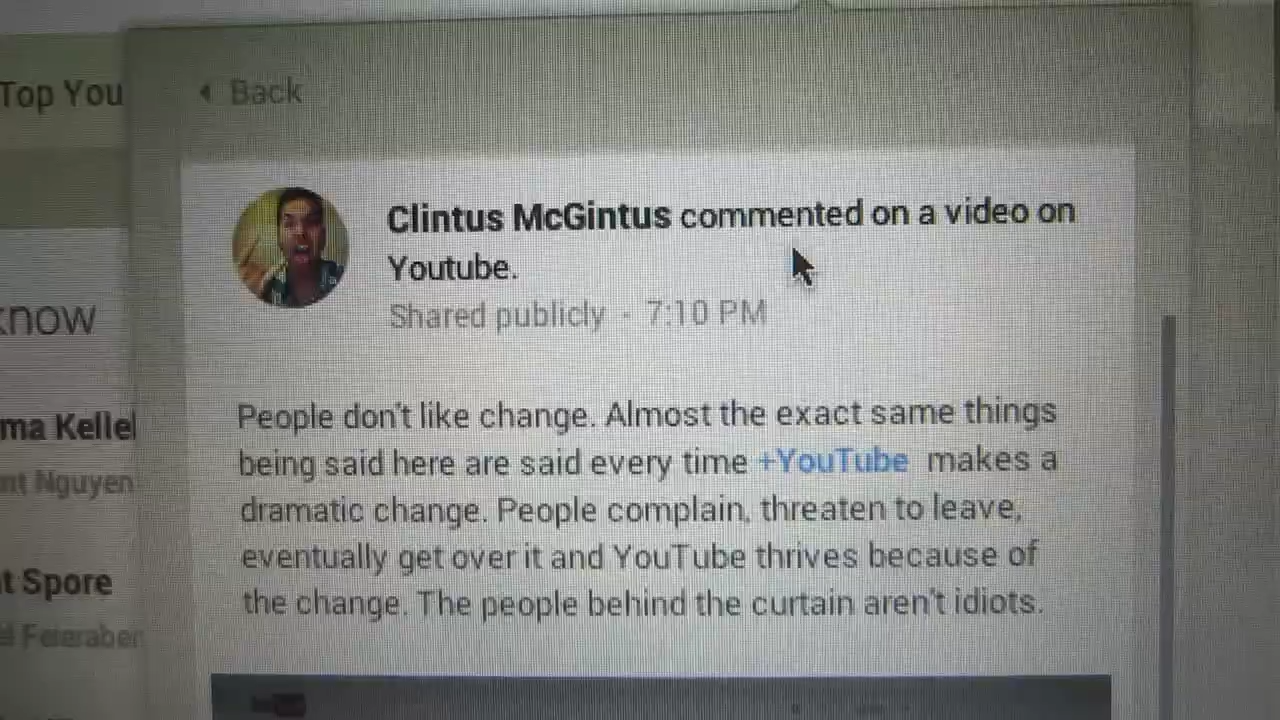 Top You
Back
Clintus McGintus commented on a video on
Youtube.
Shared publicly - 7:10 PM
know
People don't like change. Almost the exact same things
ma Kellel
being said here are said every time +YouTube makes a
nt Nguyen
dramatic change. People complain, threaten to leave,
eventually get over it and YouTube thrives because of
t Spore
the change. The people behind the curtain aren't idiots.